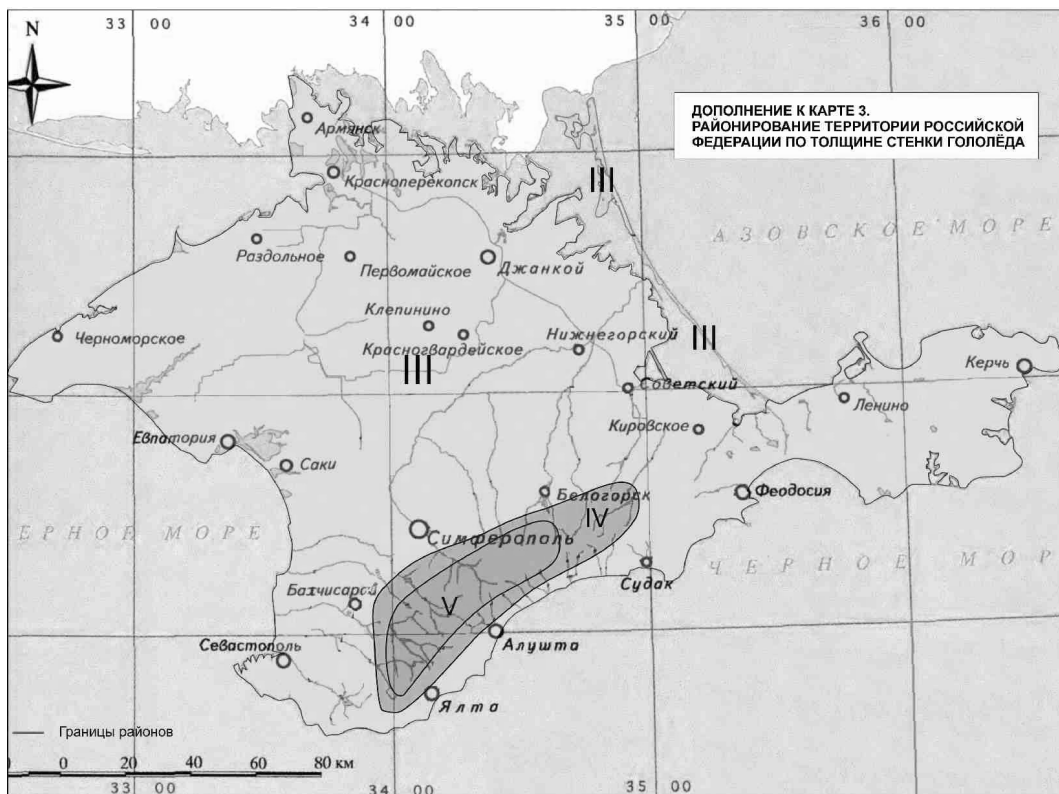 33 00
34 00
35 00
36 00
N
ДОПОЛНЕНИЕ К КАРТЕ 3.
РАЙОНИРОВАНИЕ ТЕРРИТОРИИ РОССИЙСКОЙ
ФЕДЕРАЦИИ ПО ТОЛЩИНЕ СТЕНКИ ГОЛОЛЁДА
Армянск
Красноперекопск
III
АЗОВСКОЕ МОРЕ
Раздольное
Первомайское
Джанкой
Клепинино
Черноморское
Красногвардейское
Нижнегорский
III
III
Керчь
Советский
Ленино
Евпатория
Кировское
Саки
Белогорск
Феодосия
IV
ЕРНОЕ МОРЕ
Симферополь
ЧЕРНОЕ МОР
Судак
Бахчисарай
V
Севастополь
Алушта
Ялта
Границы районов
20 0 20 40 60 80 км
33 00
34 00
35 00